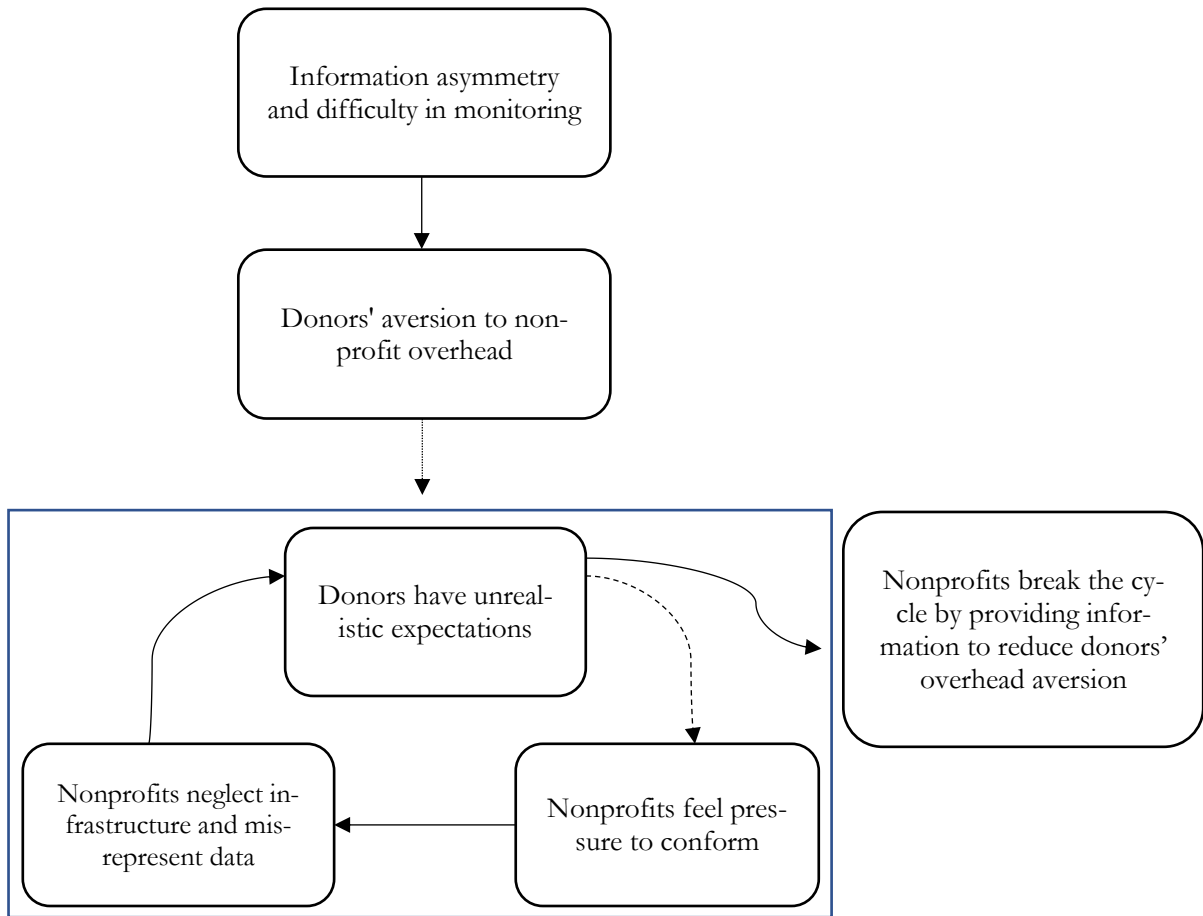 Information asymmetry
and difficulty in monitoring
Donors' aversion to non-
profit overhead
Donors have unreal-
istic expectations
Nonprofits break the cy-
cle by providing infor-
mation to reduce donors’
overhead aversion
Nonprofits neglect in-
frastructure and mis-
represent data
Nonprofits feel pres-
sure to conform